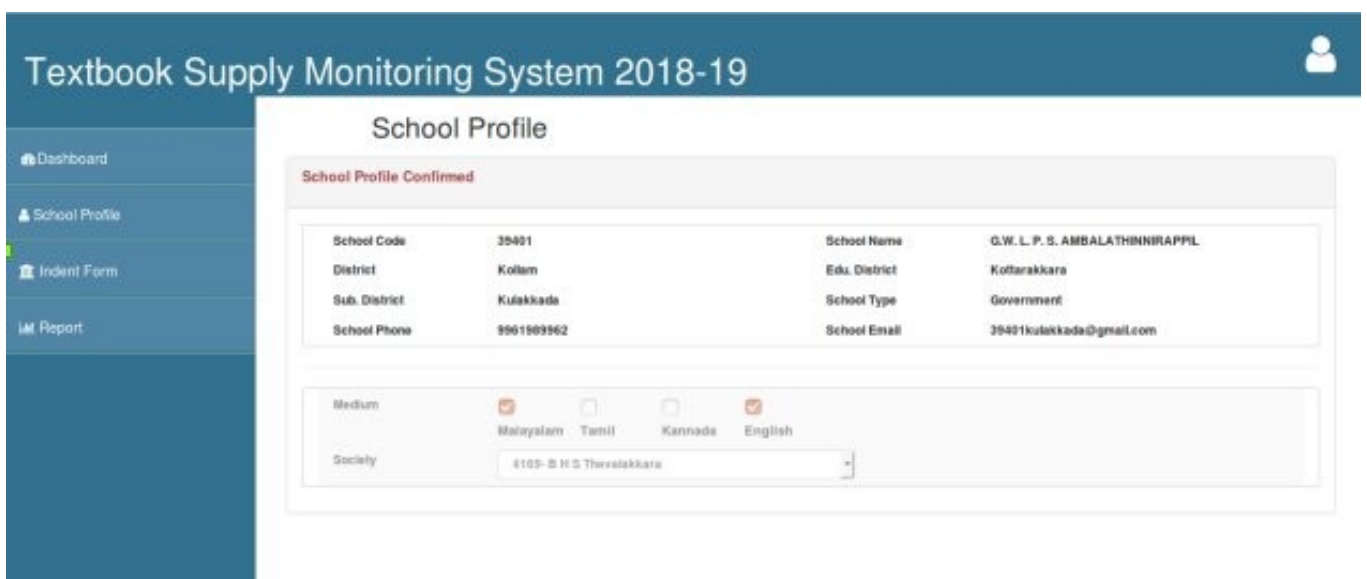 Textbook Supply Monitoring System 2018-19
Dashboard
School Profile
Indent Form
Report
School Profile
School Profile Confirmed
School Code 39401 School Name G.W. L. P. S. AMBALATHINNIRAPPIL
District Kollam Edu. District Kottarakkara
Sub. District Kulakkada School Type Government
School Phone 9961989962 School Email 39401kulakkada@gmail.com
Medium
Malayalam Tamil Kannada English
Society 4169- B H S Thevalakkara